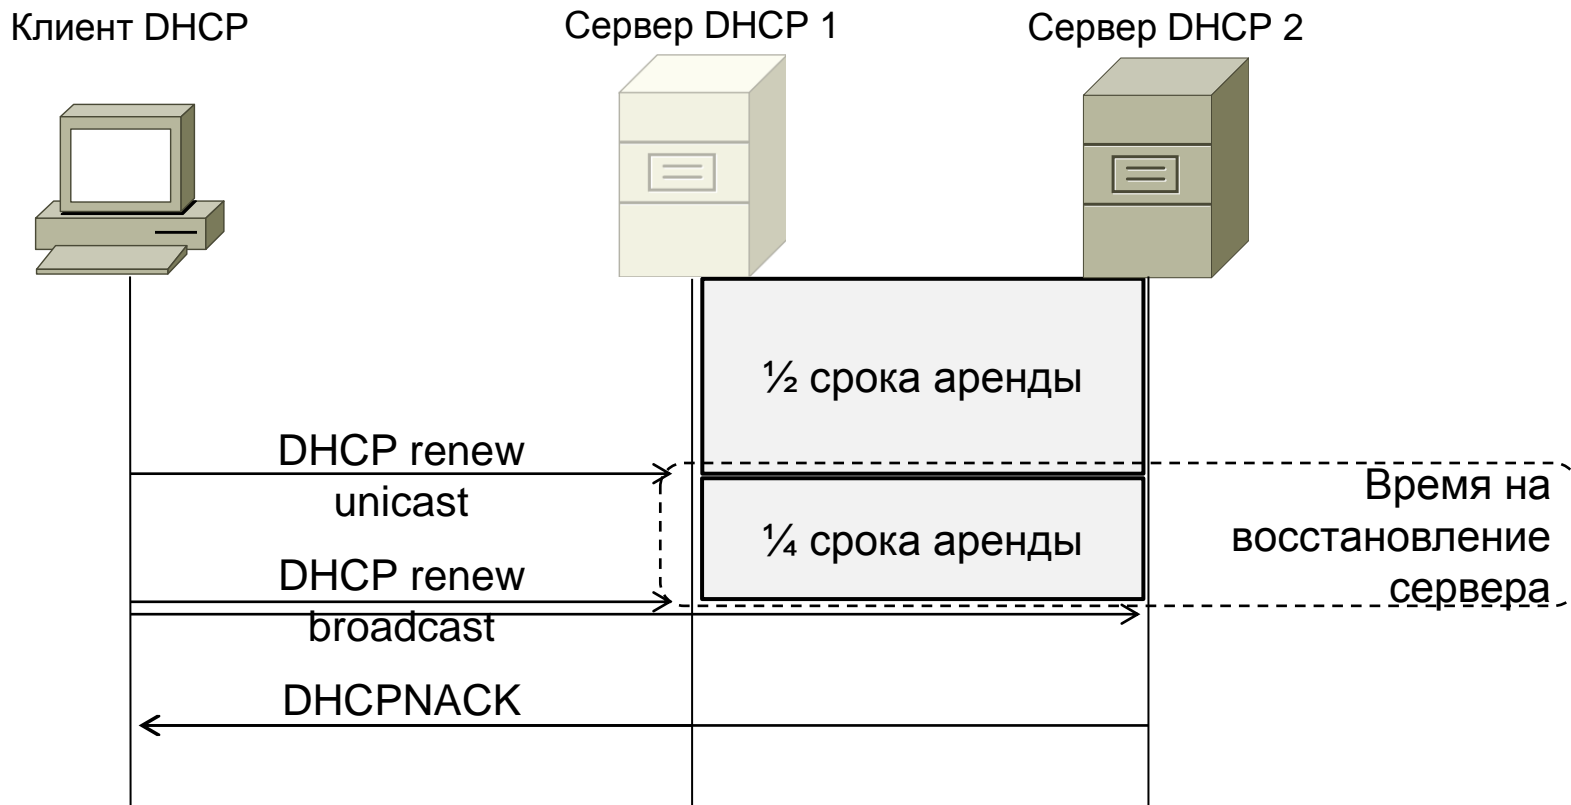 Клиент DHCP
Сервер DHCP 1
Сервер DHCP 2
½ срока аренды
DHCP renew
unicast
¼ срока аренды
Время на
восстановление
сервера
DHCP renew
broadcast
DHCPNACK